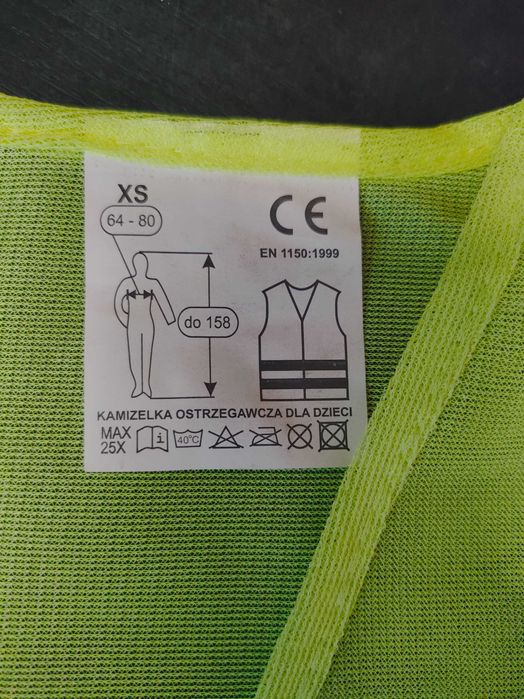 XS
64 - 80
CE
EN 1150:1999
do 158
KAMIZELKA OSTRZEGAWCZA DLA DZIECI
MAX
25X
i
40°C